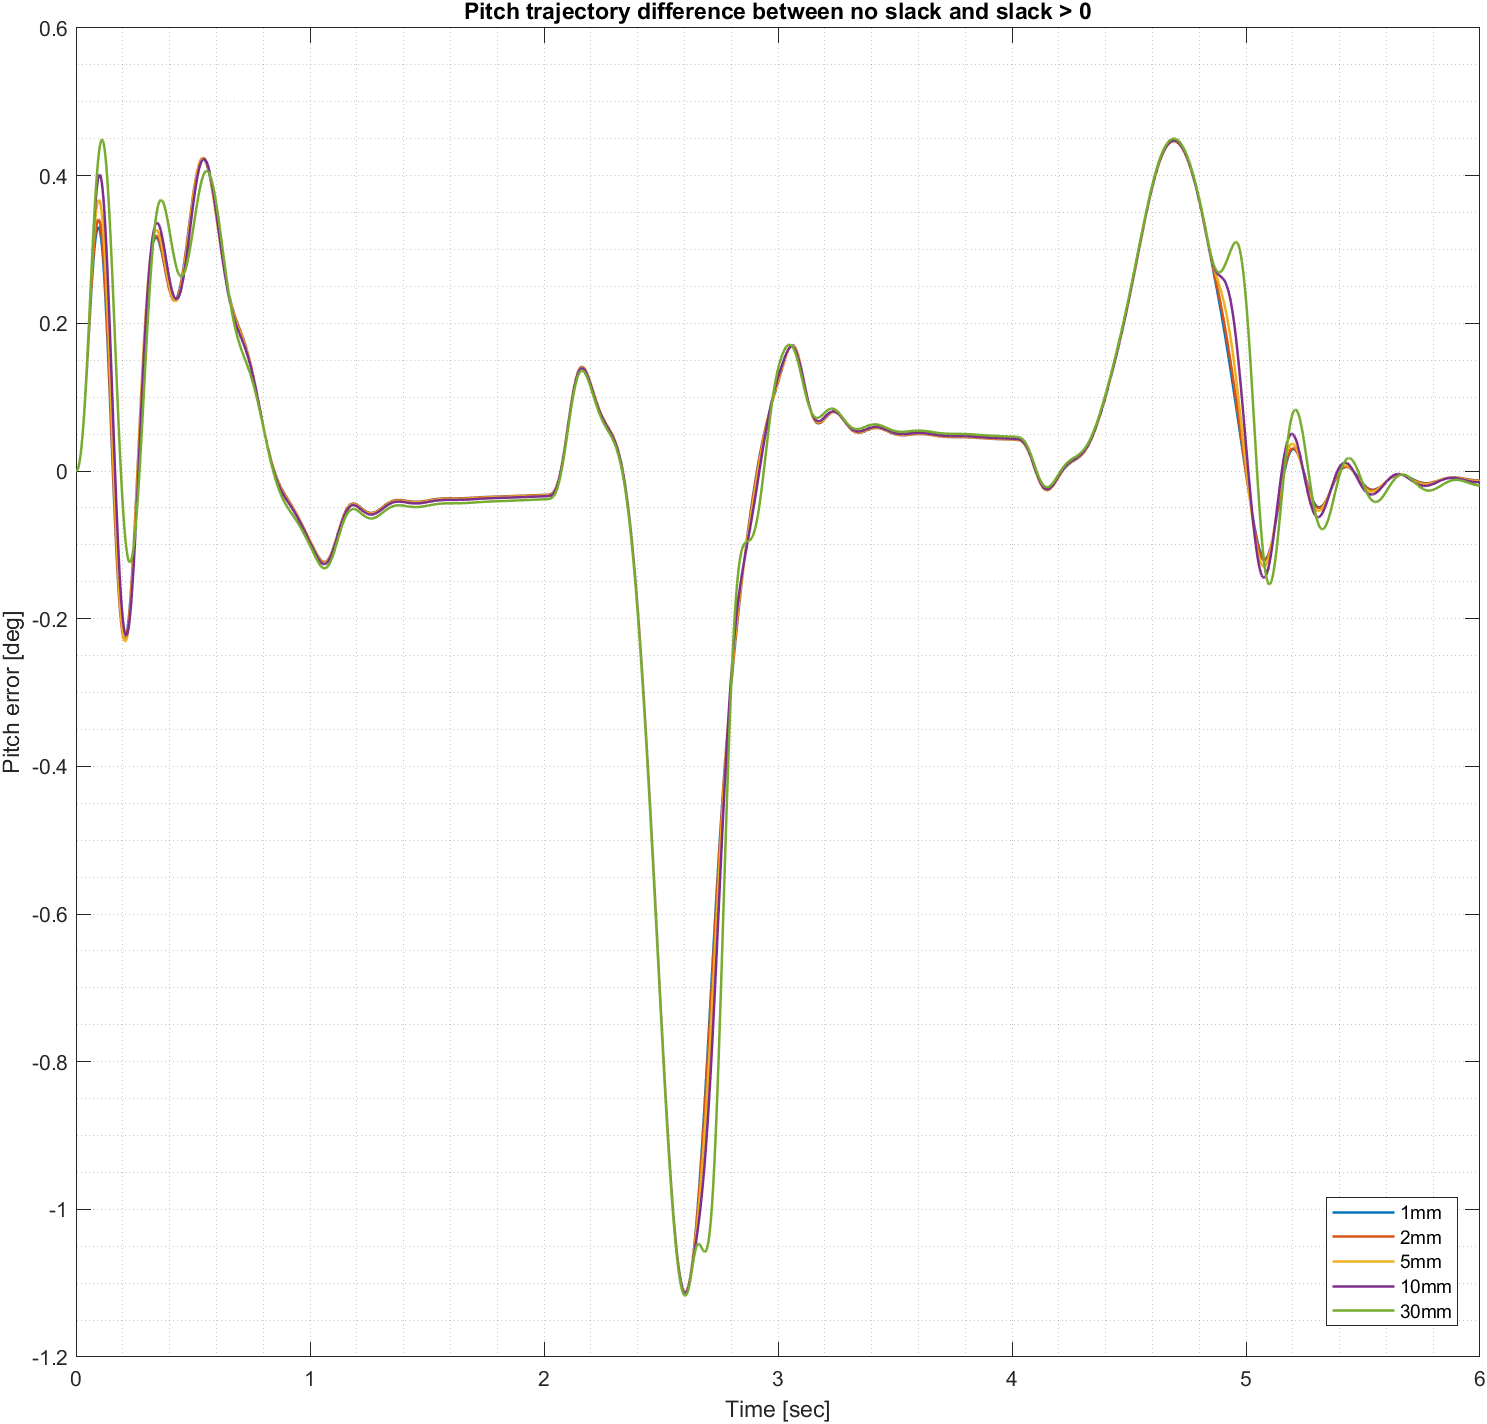 Pitch trajectory difference between no slack and slack > 0
0.6
0.4
0.2
0
-0.2
-0.4
-0.6
-0.8
-1
-1.2
Pitch error [deg]
0 1 2 3 4 5 6
Time [sec]
1mm
2mm
5mm
10mm
30mm